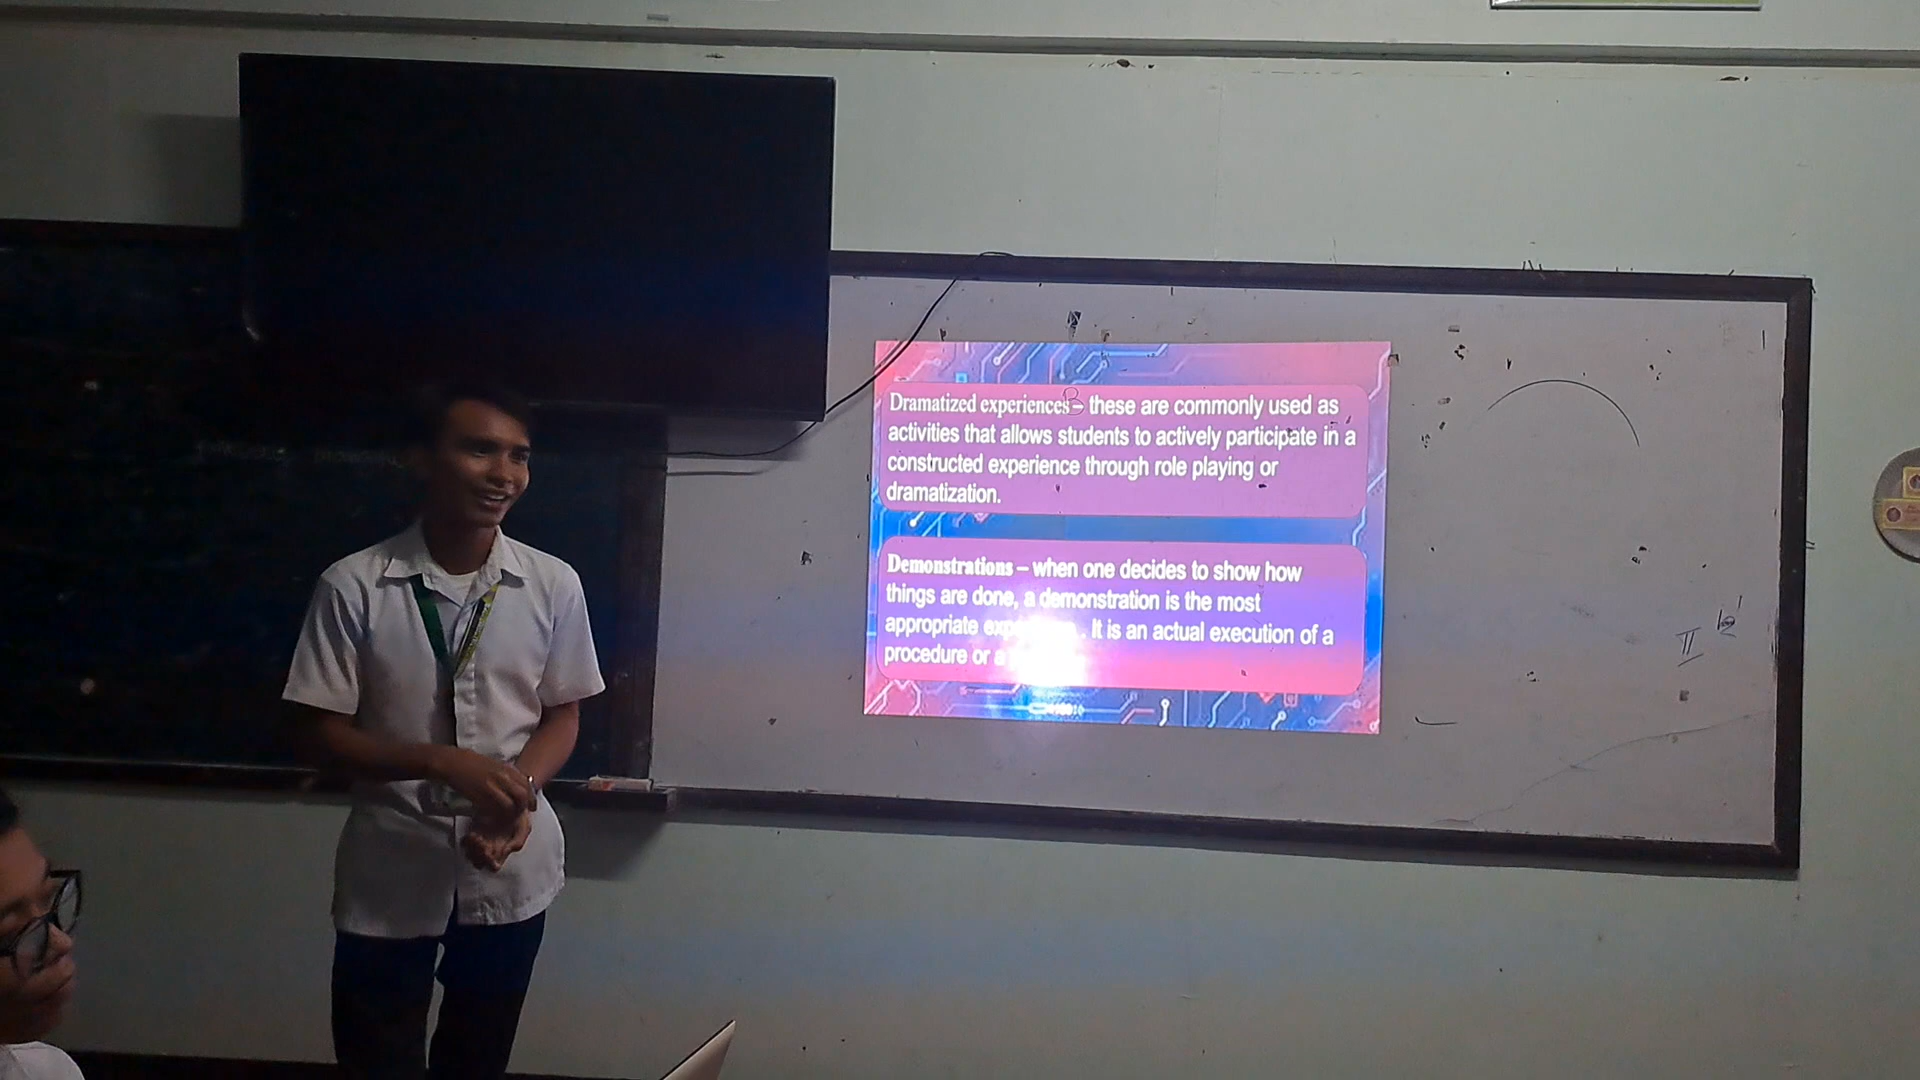 Dramatized experiences – these are commonly used as
activities that allows students to actively participate in a
constructed experience through role playing or
dramatization.
Demonstrations – when one decides to show how
things are done, a demonstration is the most
appropriate . It is an actual execution of a
procedure or a
II